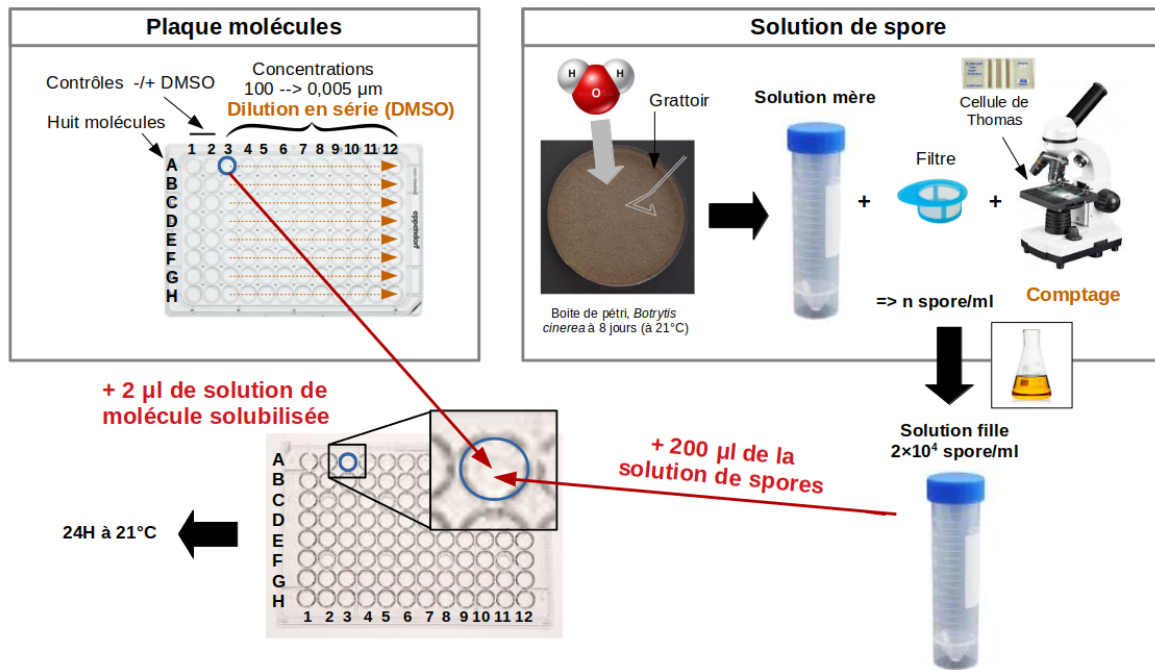 Plaque molécules
Contrôles -/+ DMSO
Concentrations
100 --> 0,005 µm
Dilution en série (DMSO)
Huit molécules
1 2 3 4 5 6 7 8 9 10 11 12
A
B
C
D
E
F
G
H
eppendorf
Solution de spore
H H
O
Grattoir
Solution mère
Cellule de
Thomas
Filtre
+
+
Boite de pétri, Botrytis
cinerea à 8 jours (à 21°C)
=> n spore/ml
Comptage
+ 2 µl de solution de
molécule solubilisée
+ 200 µl de la
solution de spores
Solution fille
2×10⁴ spore/ml
24H à 21°C
A
B
C
D
E
F
G
H
1 2 3 4 5 6 7 8 9 10 11 12